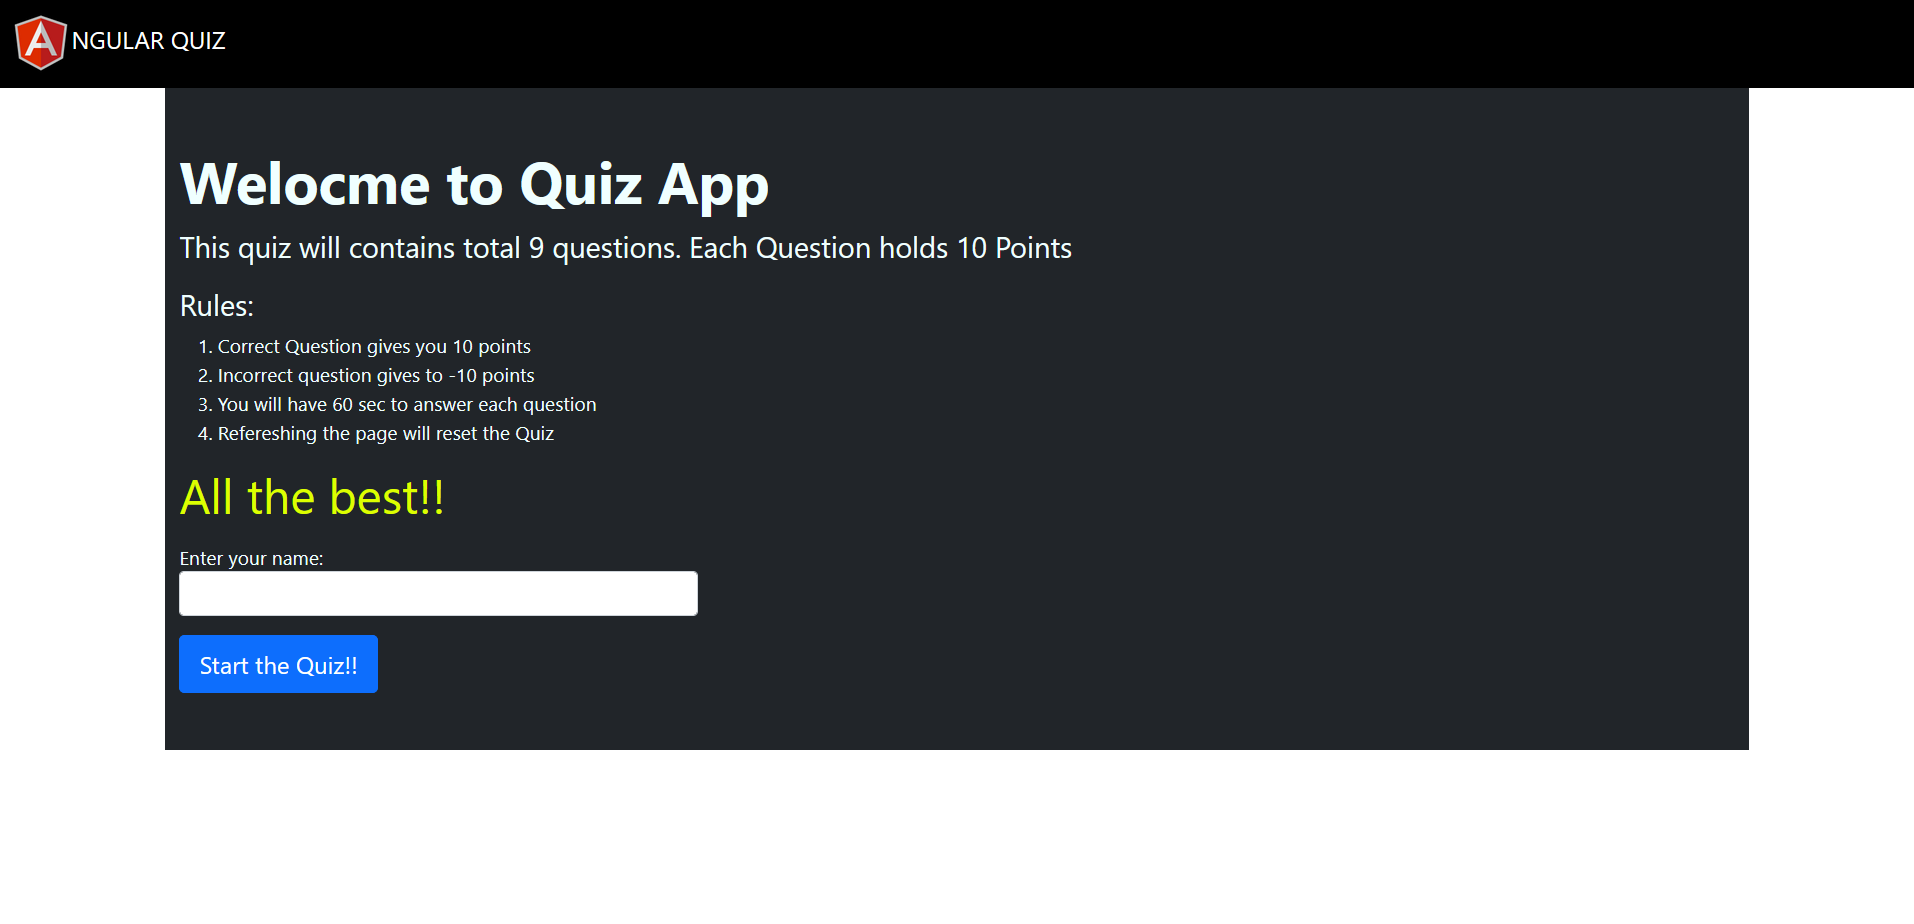 A NGULAR QUIZ
Welocme to Quiz App
This quiz will contains total 9 questions. Each Question holds 10 Points
Rules:
1. Correct Question gives you 10 points
2. Incorrect question gives to -10 points
3. You will have 60 sec to answer each question
4. Refereshing the page will reset the Quiz
All the best!!
Enter your name:
Start the Quiz!!